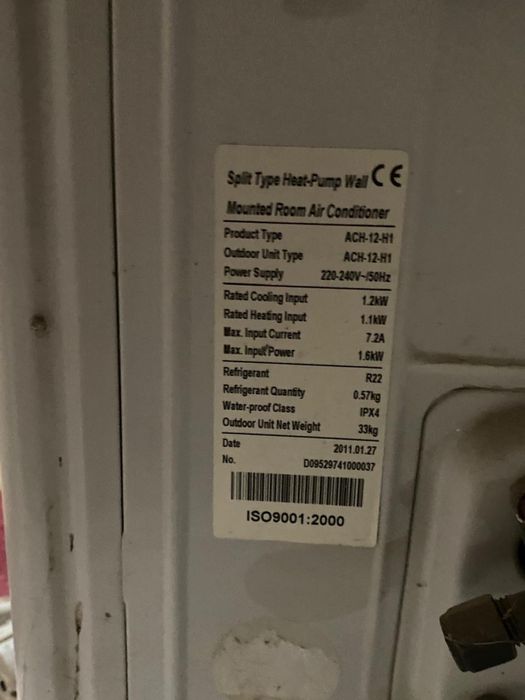 Split Type Heat-Pump Wall CE
Mounted Room Air Conditioner
Product Type ACH-12-H1
Outdoor Unit Type ACH-12-H1
Power Supply 220-240V~/50Hz
Rated Cooling Input 1.2kW
Rated Heating Input 1.1kW
Max. Input Current 7.2A
Max. Input Power 1.6kW
Refrigerant R22
Refrigerant Quantity 0.57kg
Water-proof Class IPX4
Outdoor Unit Net Weight 33kg
Date 2011.01.27
No. D09529741000037
ISO9001:2000